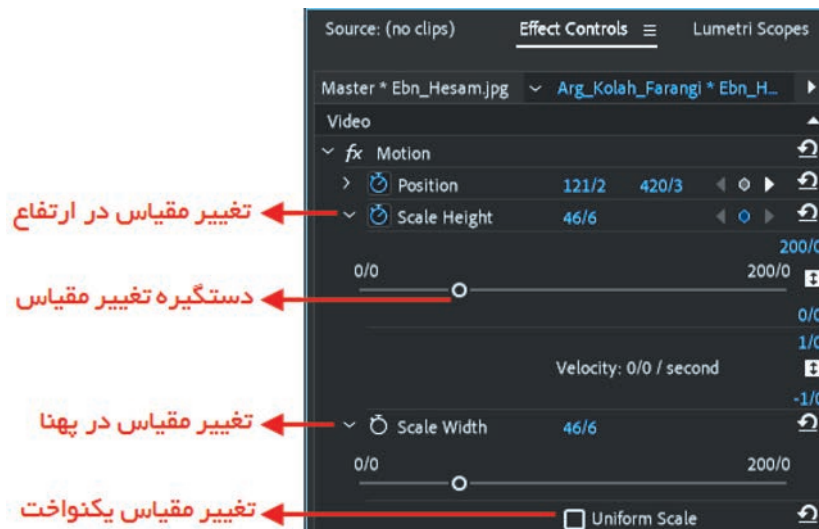 Source: (no clips) Effect Controls Lumetri Scopes
Master * Ebn_Hesam.jpg Arg_Kolah_Farangi * Ebn_H...
Video
fx Motion
Position 121/2 420/3
تغییر مقیاس در ارتفاع Scale Height 46/6
200/0
0/0 200/0
دستگیره تغییر مقیاس
0/0
1/0
Velocity: 0/0 / second
-1/0
تغییر مقیاس در پهنا Scale Width 46/6
0/0 200/0
تغییر مقیاس یکنواخت Uniform Scale